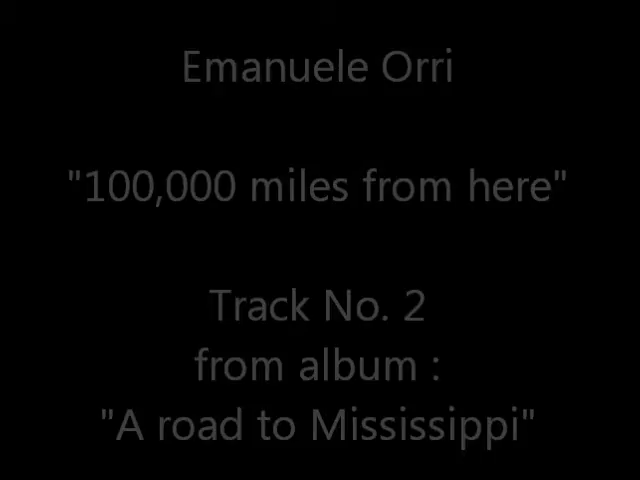 Emanuele Orri
"100,000 miles from here"
Track No. 2
from album :
"A road to Mississippi"